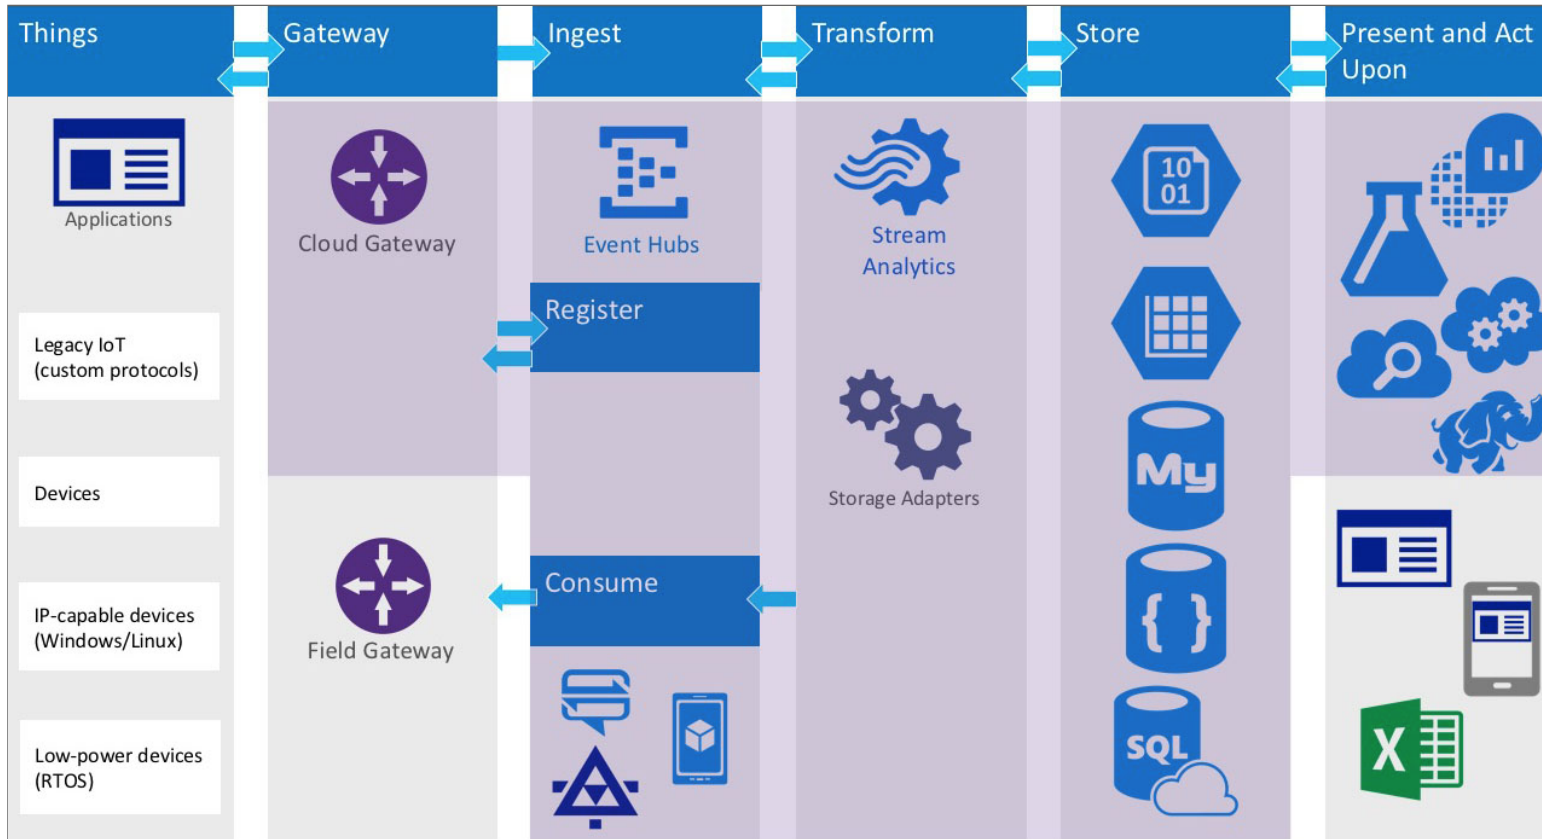 Things
Gateway
Ingest
Transform
Store
Present and Act
Upon
Applications
Legacy IoT
(custom protocols)
Devices
IP-capable devices
(Windows/Linux)
Low-power devices
(RTOS)
Cloud Gateway
Field Gateway
Event Hubs
Register
Consume
Stream
Analytics
Storage Adapters
10
01
My
{ }
SQL
X